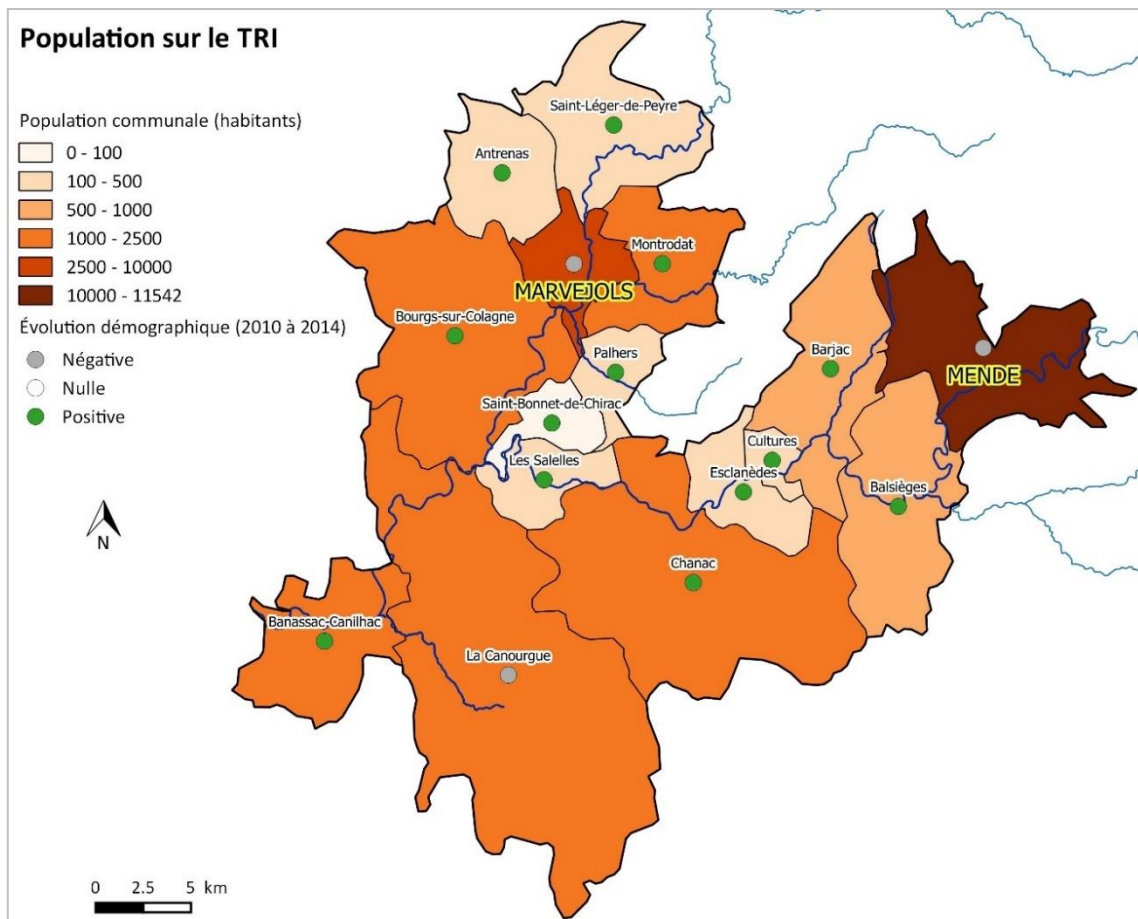 Population sur le TRI
Population communale (habitants)
0 - 100
100 - 500
500 - 1000
1000 - 2500
2500 - 10000
10000 - 11542
Évolution démographique (2010 à 2014)
Négative
Nulle
Positive
Saint-Léger-de-Peyre
Antrenas
Montrodat
MARVEJOLS
Bourgs-sur-Colagne
Palhers
Barjac
MENDE
Saint-Bonnet-de-Chirac
Cultures
Les Salelles
Esclanèdes
Balsièges
Chanac
Banassac-Canilhac
La Canourgue
N
0 2.5 5 km